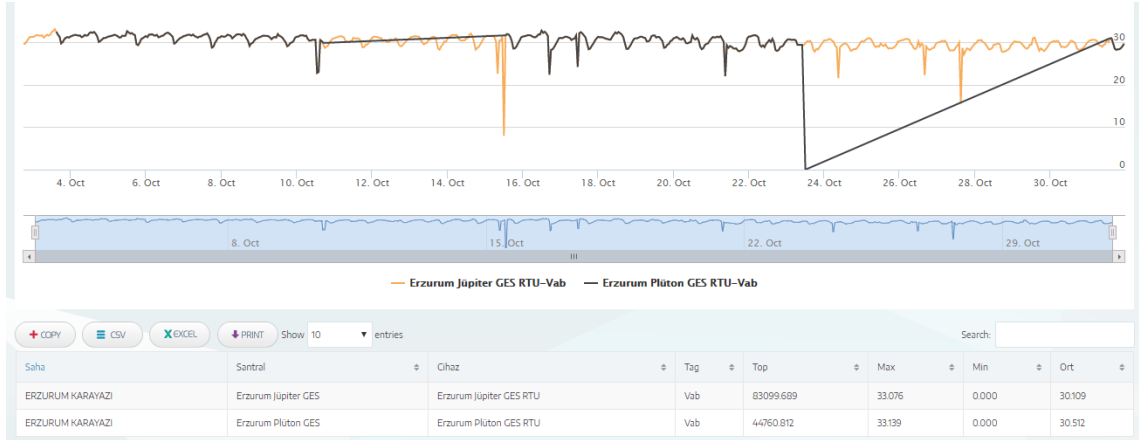 30
20
10
0
4. Oct 6. Oct 8. Oct 10. Oct 12. Oct 14. Oct 16. Oct 18. Oct 20. Oct 22. Oct 24. Oct 26. Oct 28. Oct 30. Oct
8. Oct 15. Oct 22. Oct 29. Oct
Erzurum Jüpiter GES RTU-Vab Erzurum Plüton GES RTU-Vab
COPY CSV EXCEL PRINT Show 10 entries Search:
Saha Santral Cihaz Tag Top Max Min Ort
ERZURUM KARAYAZI Erzurum Jüpiter GES Erzurum Jüpiter GES RTU Vab 83099.689 33.076 0.000 30.109
ERZURUM KARAYAZI Erzurum Plüton GES Erzurum Plüton GES RTU Vab 44760.812 33.139 0.000 30.512